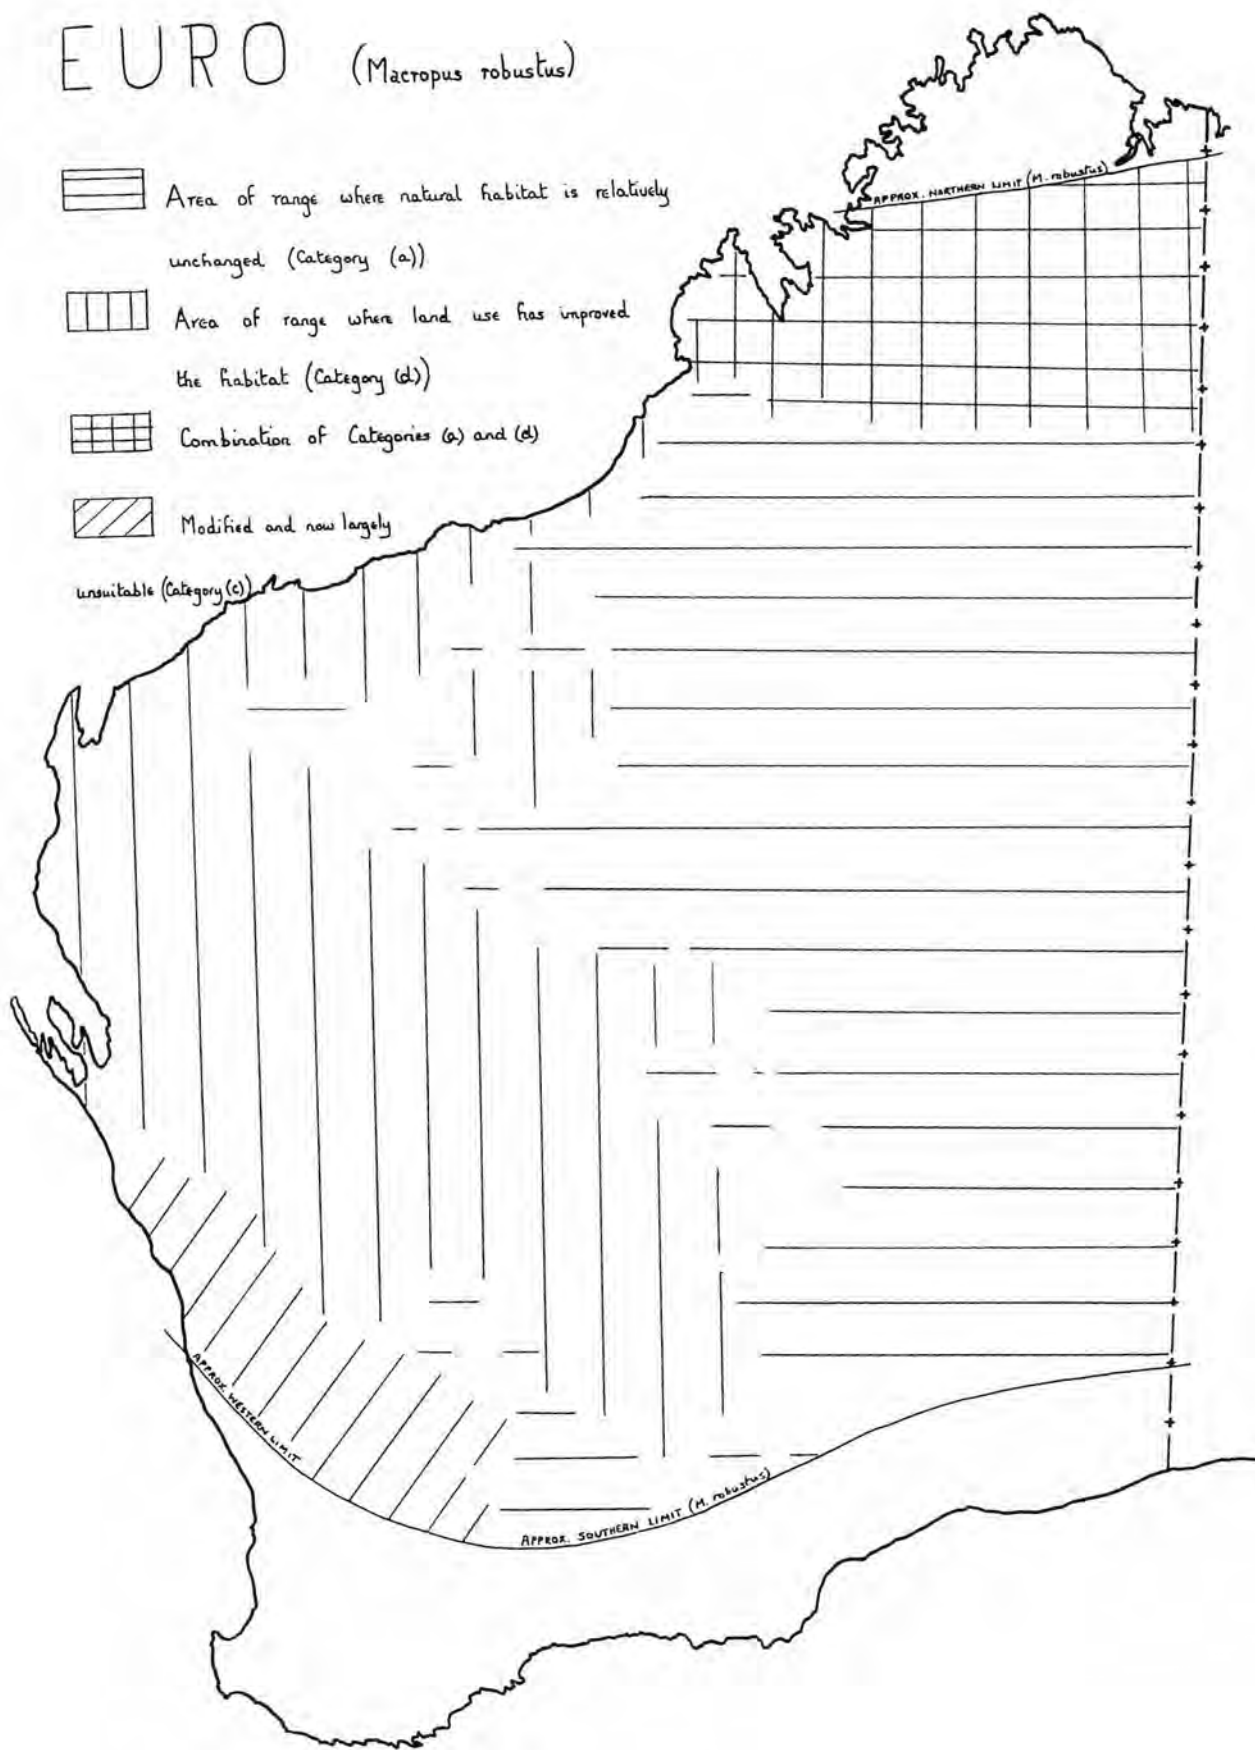 EURO (Macropus robustus)
Area of range where natural habitat is relatively
unchanged (Category (a))
Area of range where land use has improved
the habitat (Category (d))
Combination of Categories (a) and (d)
Modified and now largely
unsuitable (Category (c))
APPROX. NORTHERN LIMIT (M. robustus)
APPROX. WESTERN LIMIT
APPROX. SOUTHERN LIMIT (M. robustus)